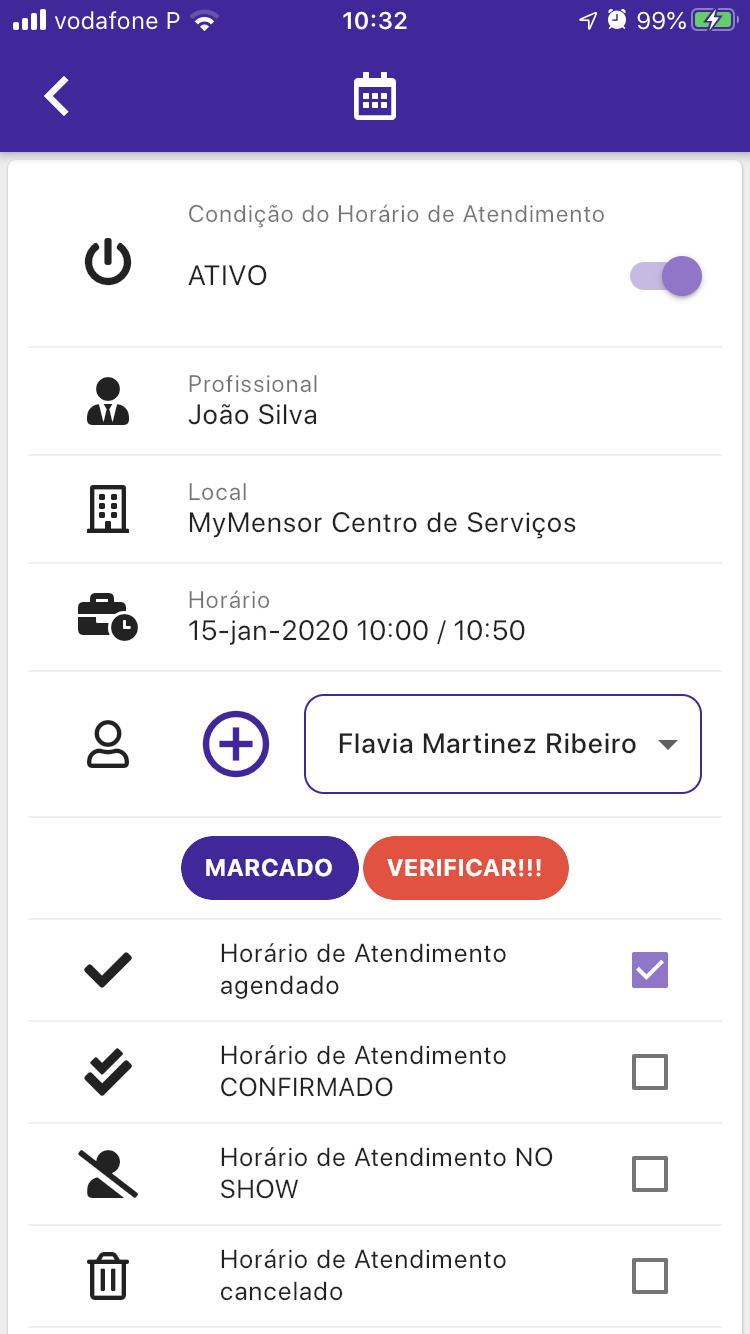 vodafone P 10:32 99%
Condição do Horário de Atendimento
ATIVO
Profissional
João Silva
Local
MyMensor Centro de Serviços
Horário
15-jan-2020 10:00 / 10:50
Flavia Martinez Ribeiro
MARCADO VERIFICAR!!!
Horário de Atendimento
agendado
Horário de Atendimento
CONFIRMADO
Horário de Atendimento NO
SHOW
Horário de Atendimento
cancelado